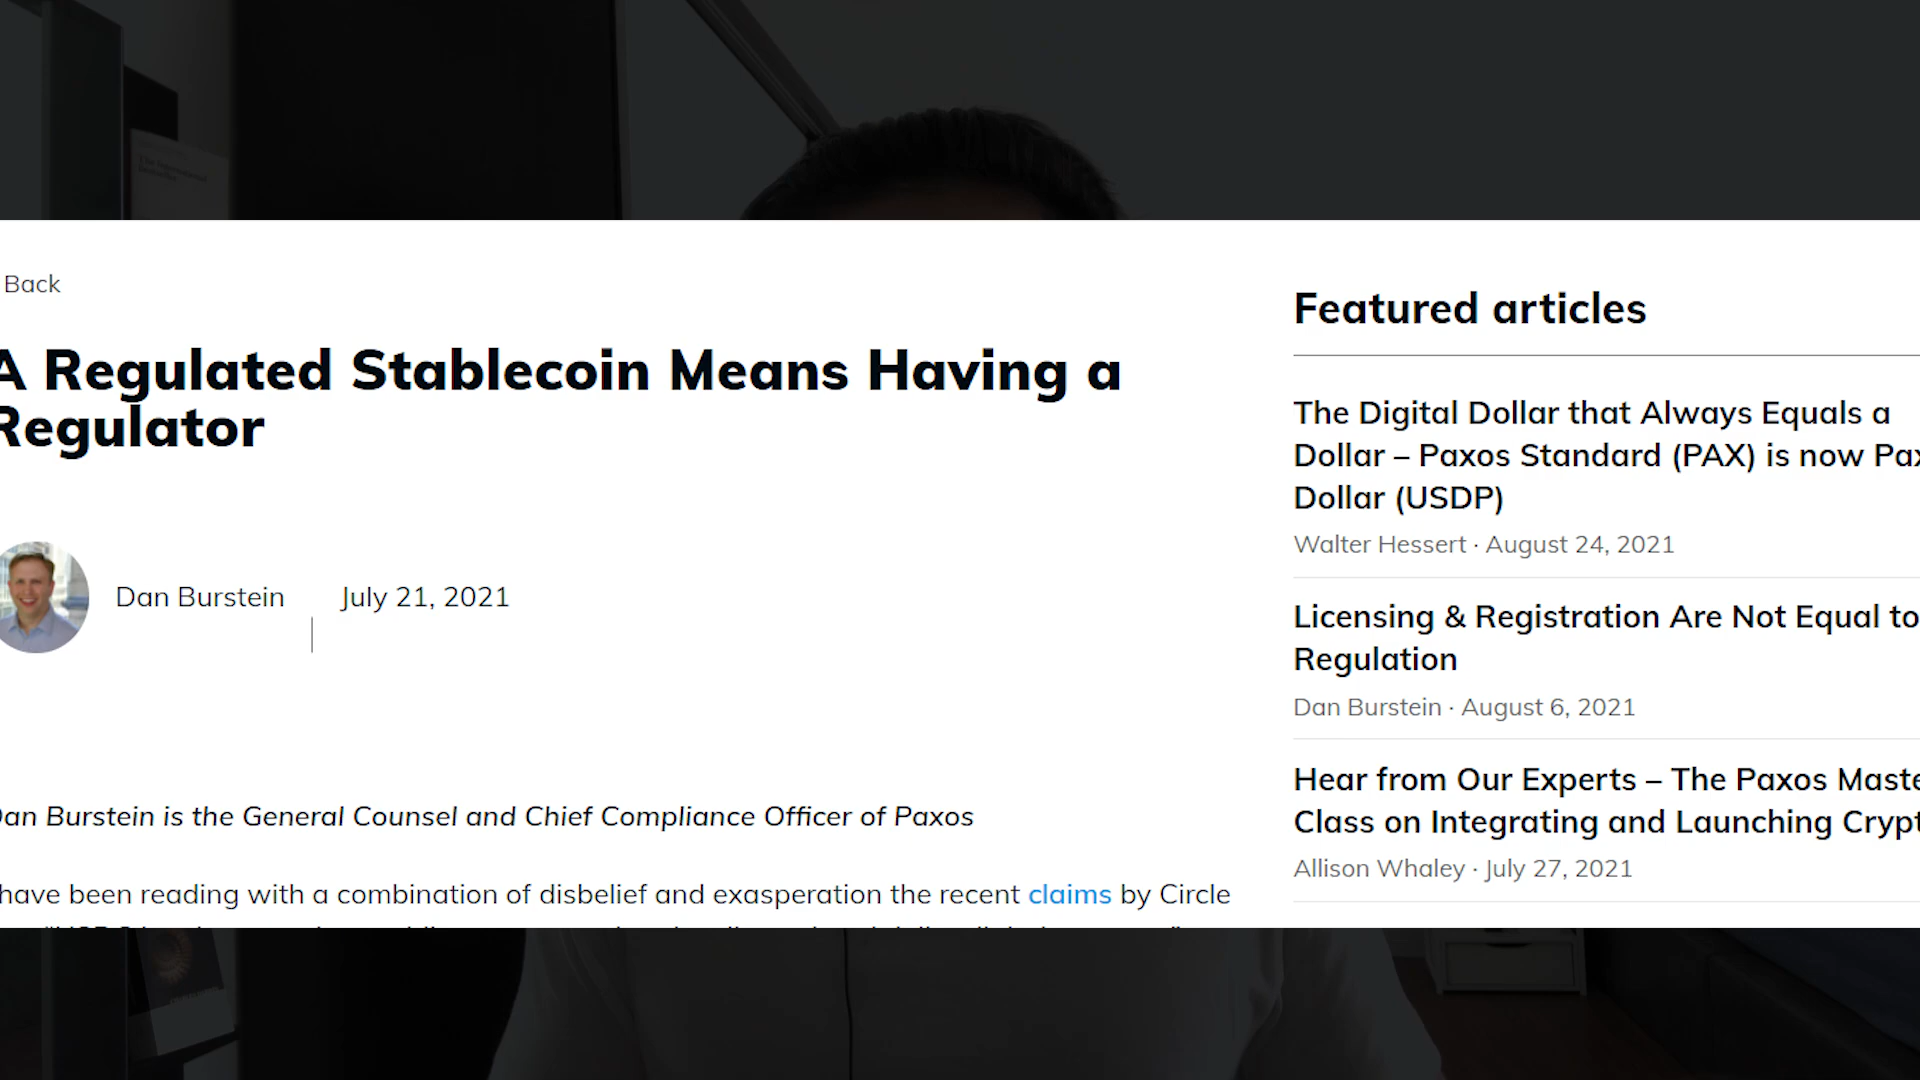 Back
A Regulated Stablecoin Means Having a
Regulator
Dan Burstein
July 21, 2021
Dan Burstein is the General Counsel and Chief Compliance Officer of Paxos
have been reading with a combination of disbelief and exasperation the recent claims by Circle
Featured articles
The Digital Dollar that Always Equals a
Dollar – Paxos Standard (PAX) is now Pax
Dollar (USDP)
Walter Hessert · August 24, 2021
Licensing & Registration Are Not Equal to
Regulation
Dan Burstein · August 6, 2021
Hear from Our Experts – The Paxos Maste
Class on Integrating and Launching Crypt
Allison Whaley · July 27, 2021